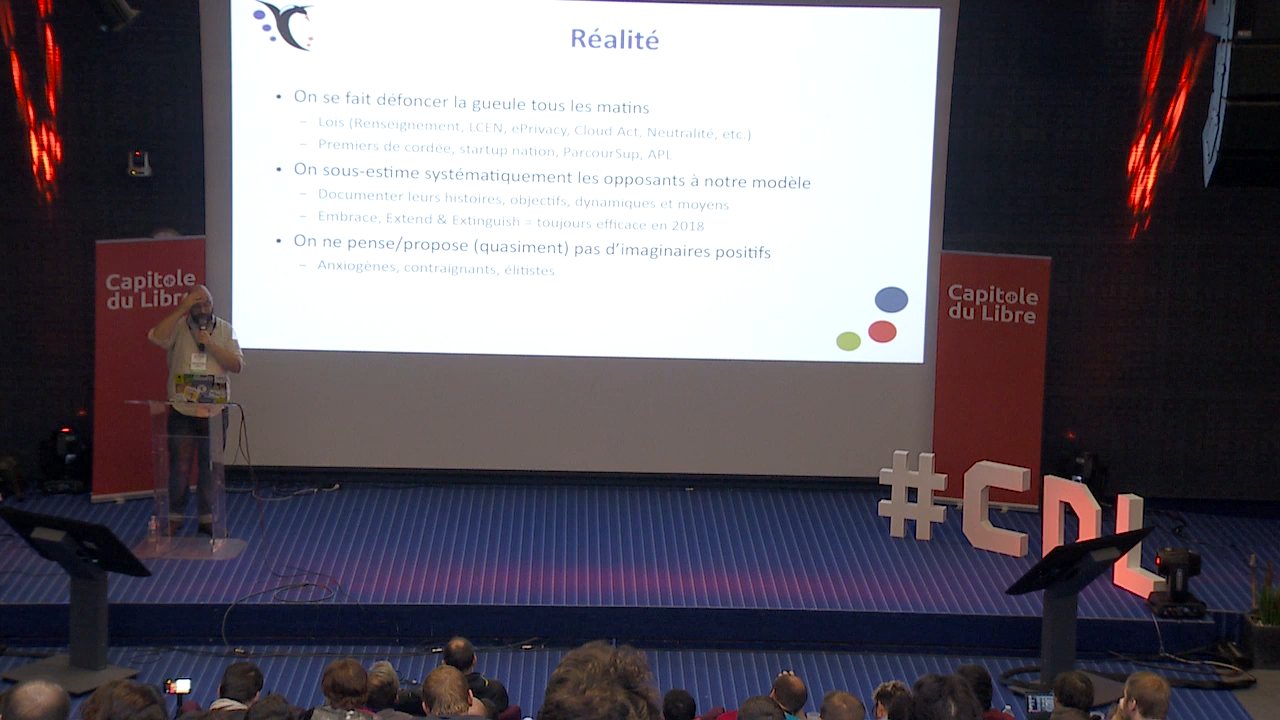 Réalité
• On se fait défoncer la gueule tous les matins
– Lois (Renseignement, LCEN, ePrivacy, Cloud Act, Neutralité, etc.)
– Premiers de cordée, startup nation, ParcourSup, APL
• On sous-estime systématiquement les opposants à notre modèle
– Documenter leurs histoires, objectifs, dynamiques et moyens
– Embrace, Extend & Extinguish = toujours efficace en 2018
• On ne pense/propose (quasiment) pas d'imaginaires positifs
– Anxiogènes, contraignants, élitistes
Capitole
du Libre
Capitole
du Libre
#CDL